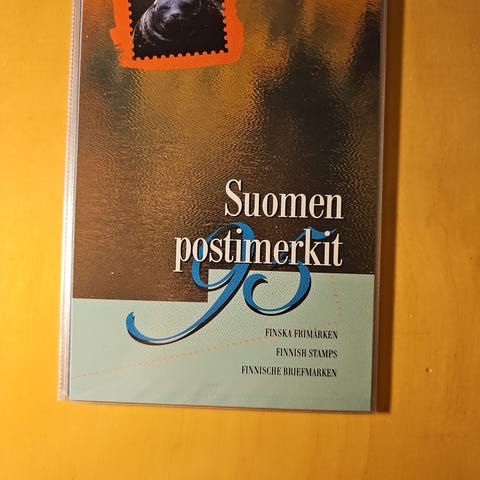 Suomen
postimerkit
95
FINSKA FRIMÄRKEN
FINNISH STAMPS
FINNISCHE BRIEFMARKEN